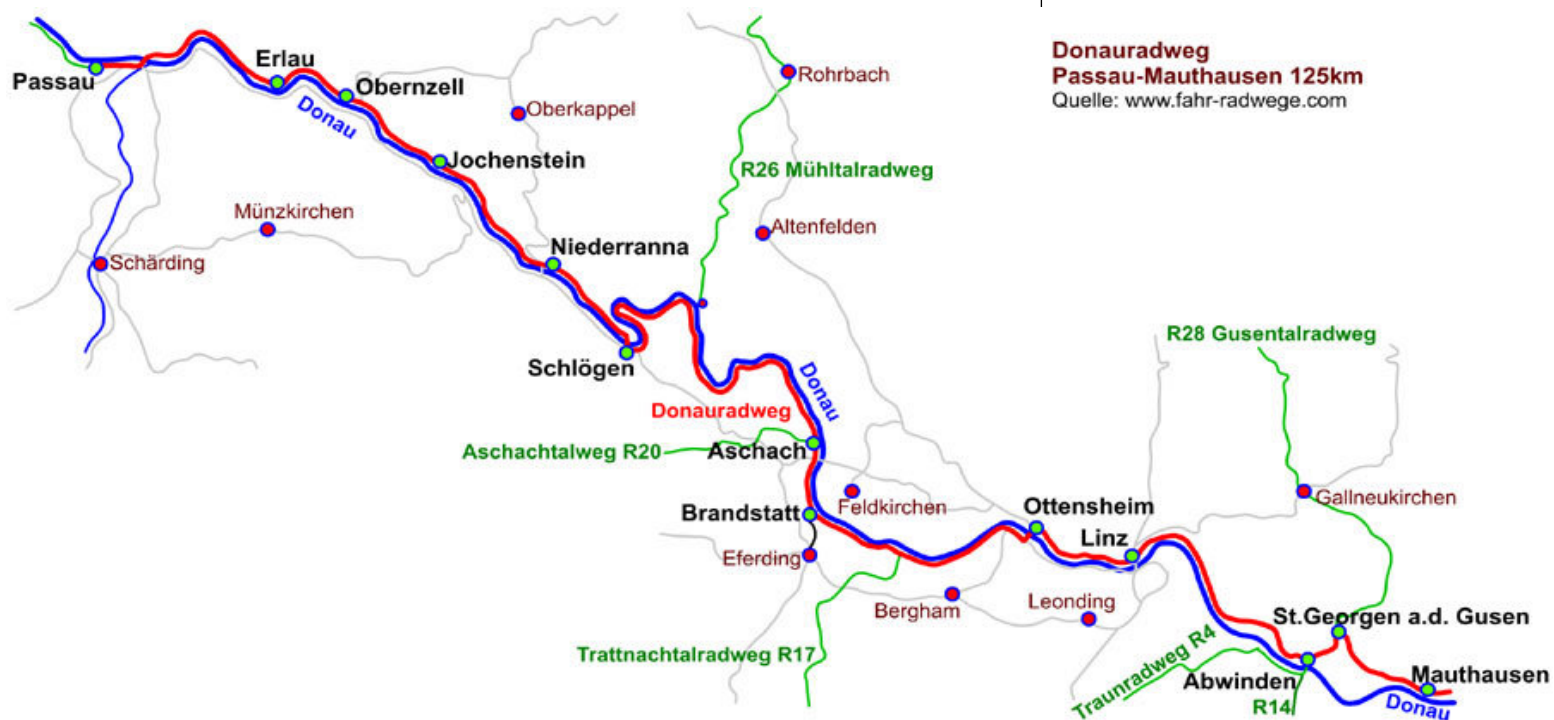 Donauradweg
Passau-Mauthausen 125km
Quelle: www.fahr-radwege.com
Passau
Erlau
Obernzell
Donau
Oberkappel
Rohrbach
Jochenstein
R26 Mühltalradweg
Münzkirchen
Schärding
Niederranna
Altenfelden
Schlögen
R28 Gusentalradweg
Donau
Donauradweg
Aschachtalweg R20
Aschach
Brandstatt
Feldkirchen
Ottensheim
Linz
Gallneukirchen
Eferding
Bergham
Leonding
St.Georgen a.d. Gusen
Trattnachtalradweg R17
Traunradweg R4
Abwinden
R14
Mauthausen
Donau